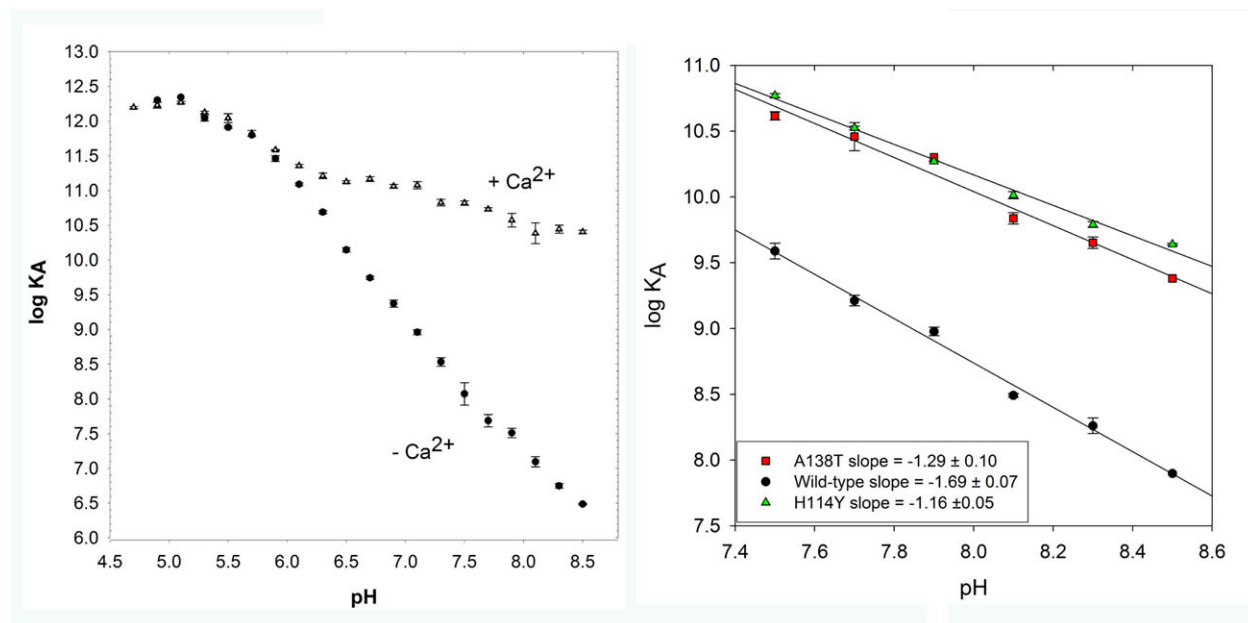 13.0
12.5
12.0
11.5
11.0
10.5
10.0
9.5
9.0
8.5
8.0
7.5
7.0
6.5
6.0
log KA
+ Ca2+
- Ca2+
4.5 5.0 5.5 6.0 6.5 7.0 7.5 8.0 8.5
pH
11.0
10.5
10.0
9.5
9.0
8.5
8.0
7.5
log KA
A138T slope = -1.29 ± 0.10
Wild-type slope = -1.69 ± 0.07
H114Y slope = -1.16 ±0.05
7.4 7.6 7.8 8.0 8.2 8.4 8.6
pH